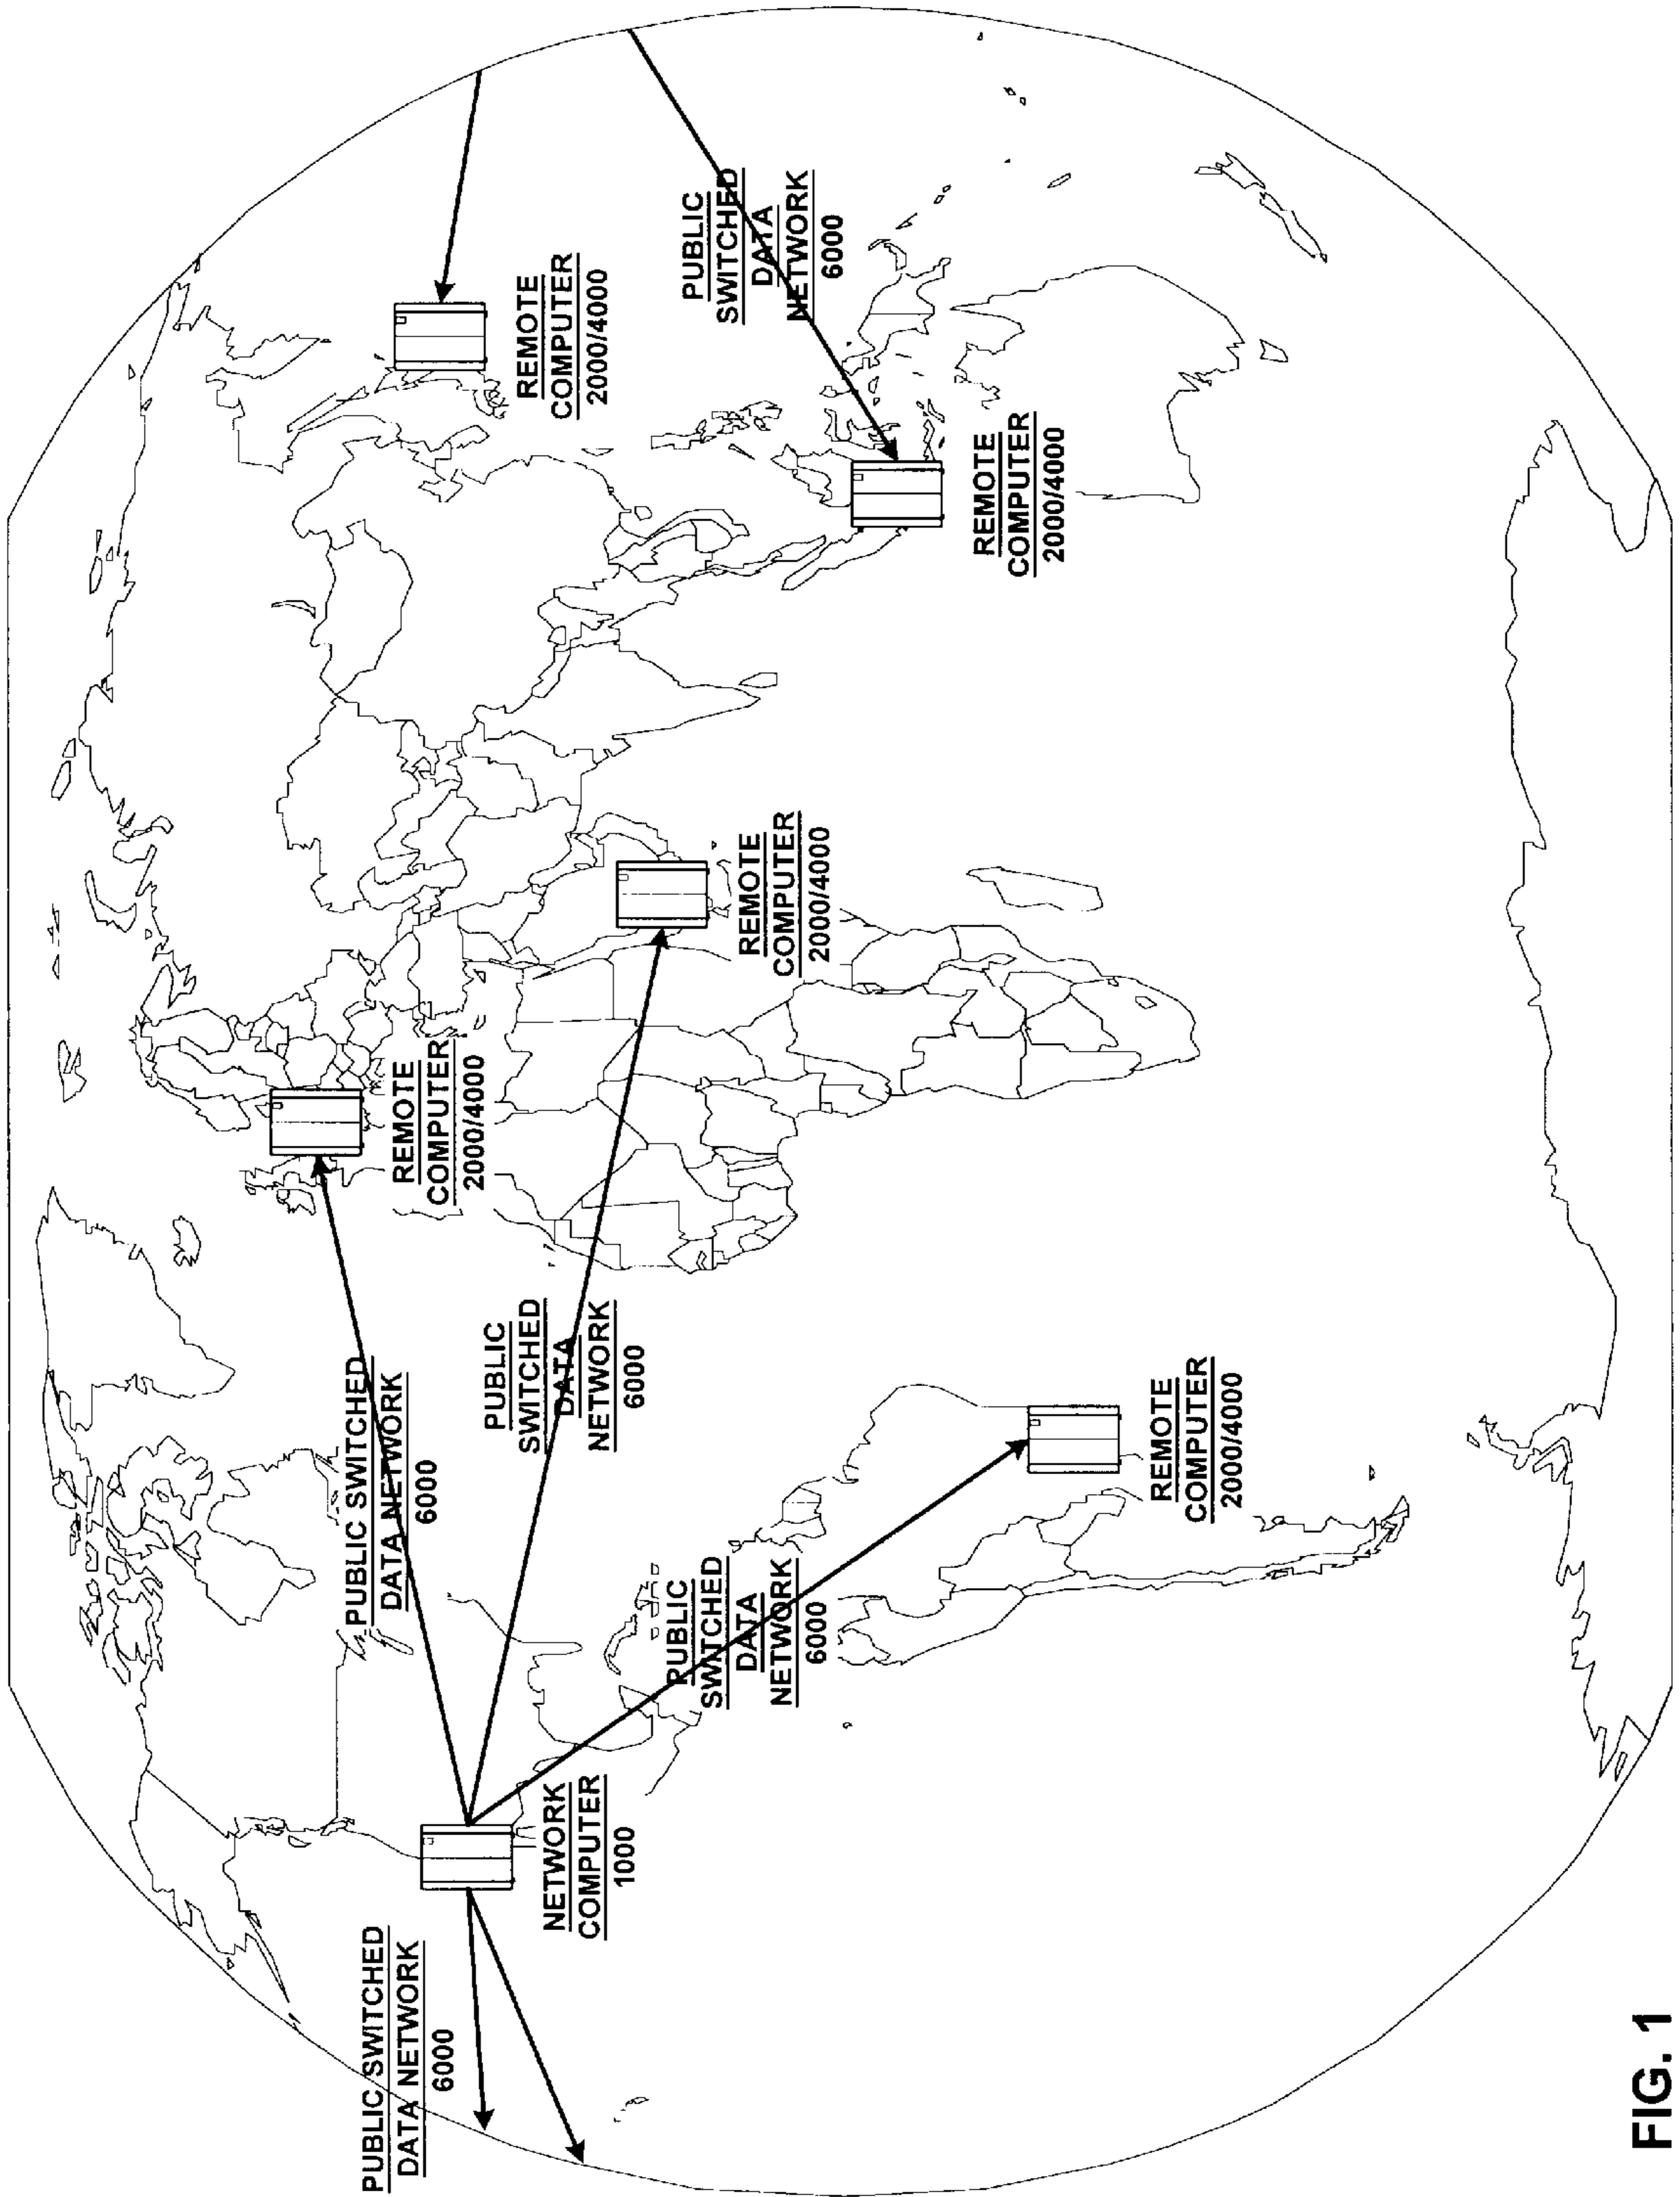 PUBLIC SWITCHED
DATA NETWORK
6000
NETWORK
COMPUTER
1000
PUBLIC SWITCHED
DATA NETWORK
6000
PUBLIC
SWITCHED
DATA
NETWORK
6000
PUBLIC
SWITCHED
DATA
NETWORK
6000
REMOTE
COMPUTER
2000/4000
REMOTE
COMPUTER
2000/4000
REMOTE
COMPUTER
2000/4000
REMOTE
COMPUTER
2000/4000
REMOTE
COMPUTER
2000/4000
PUBLIC
SWITCHED
DATA
NETWORK
6000
FIG. 1